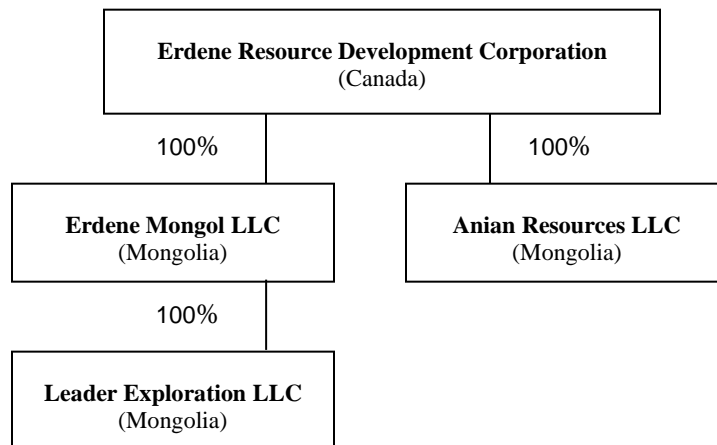 Erdene Resource Development Corporation
(Canada)
100%
100%
Erdene Mongol LLC
(Mongolia)
Anian Resources LLC
(Mongolia)
100%
Leader Exploration LLC
(Mongolia)